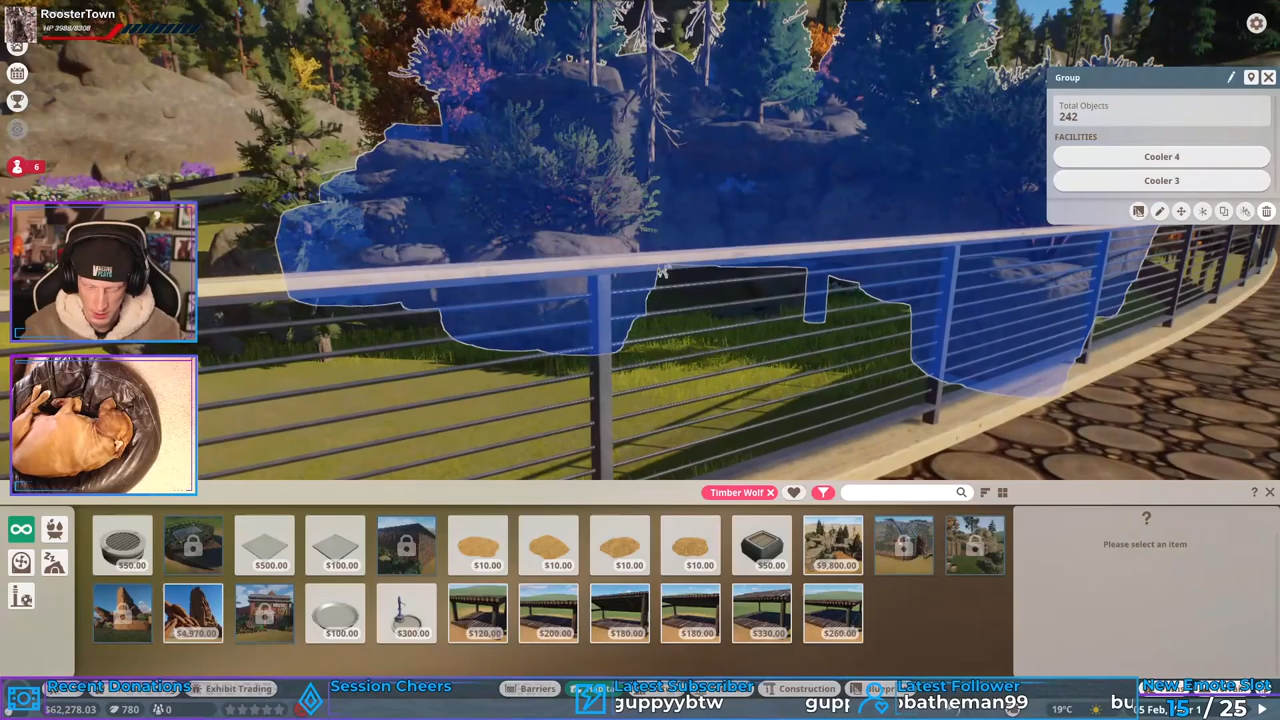 RoosterTown
HP 3988/8308
6
Group
Total Objects
242
FACILITIES
Cooler 4
Cooler 3
Timber Wolf
?
Please select an item
$50.00
$500.00
$100.00
$10.00
$10.00
$10.00
$10.00
$50.00
$9,800.00
$4,970.00
$100.00
$300.00
$120.00
$200.00
$180.00
$180.00
$330.00
$260.00
Exhibit Trading
Barriers
Construction
Recent Donations
Session Cheers
Latest Subscriber
guppyybtw
Latest Follower
pbatheman99
New Emote Slot
15 / 25
$62,278.03
780
0
19°C